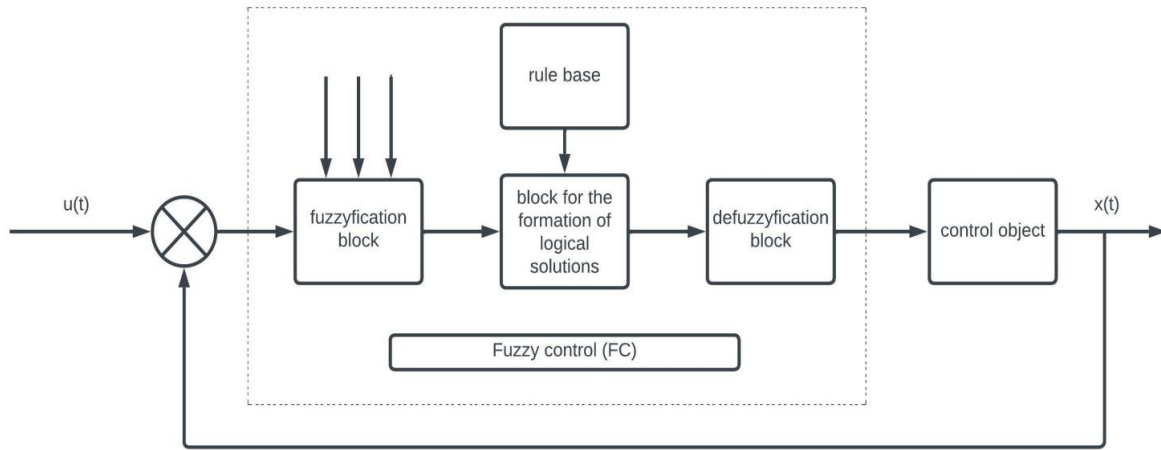 rule base
u(t)
fuzzyfication
block
block for the
formation of
logical
solutions
defuzzyfication
block
control object
x(t)
Fuzzy control (FC)